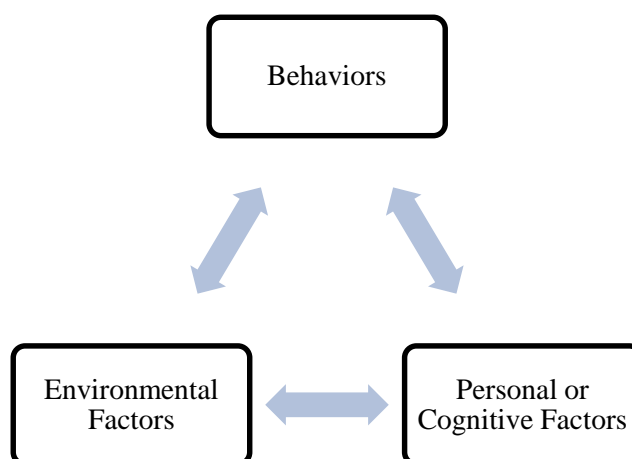 Behaviors
Environmental
Factors
Personal or
Cognitive Factors